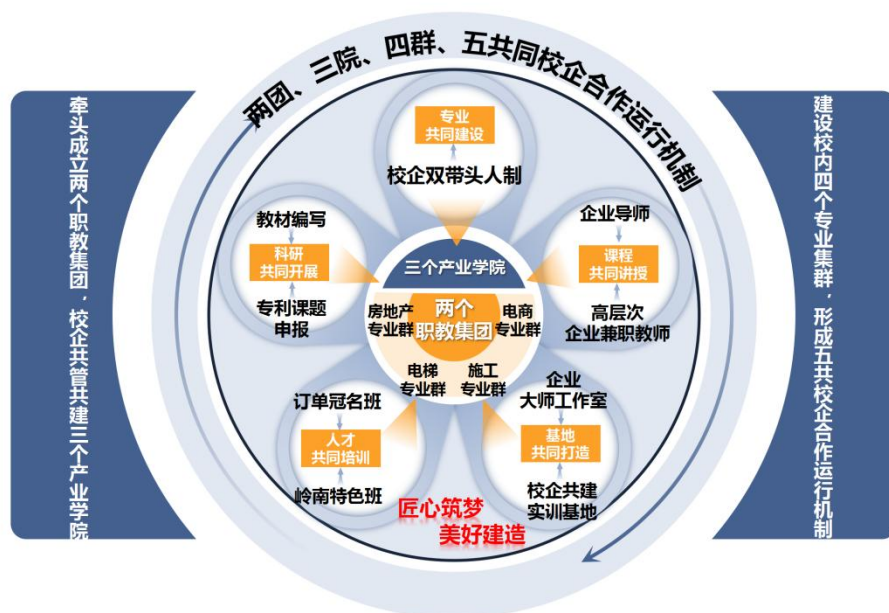 两团、三院、四群、五共同校企合作运行机制
牵头成立两个职教集团，校企共管共建三个产业学院
专业
共同建设
校企双带头人制
教材编写
科研
共同开展
专利课题
申报
企业导师
课程
共同讲授
高层次
企业兼职教师
三个产业学院
两个
职教集团
房地产
专业群
电商
专业群
电梯
专业群
施工
专业群
订单冠名班
人才
共同培训
岭南特色班
企业
大师工作室
基地
共同打造
校企共建
实训基地
匠心筑梦
美好建造
建设校内四个专业集群，形成五共校企合作运行机制